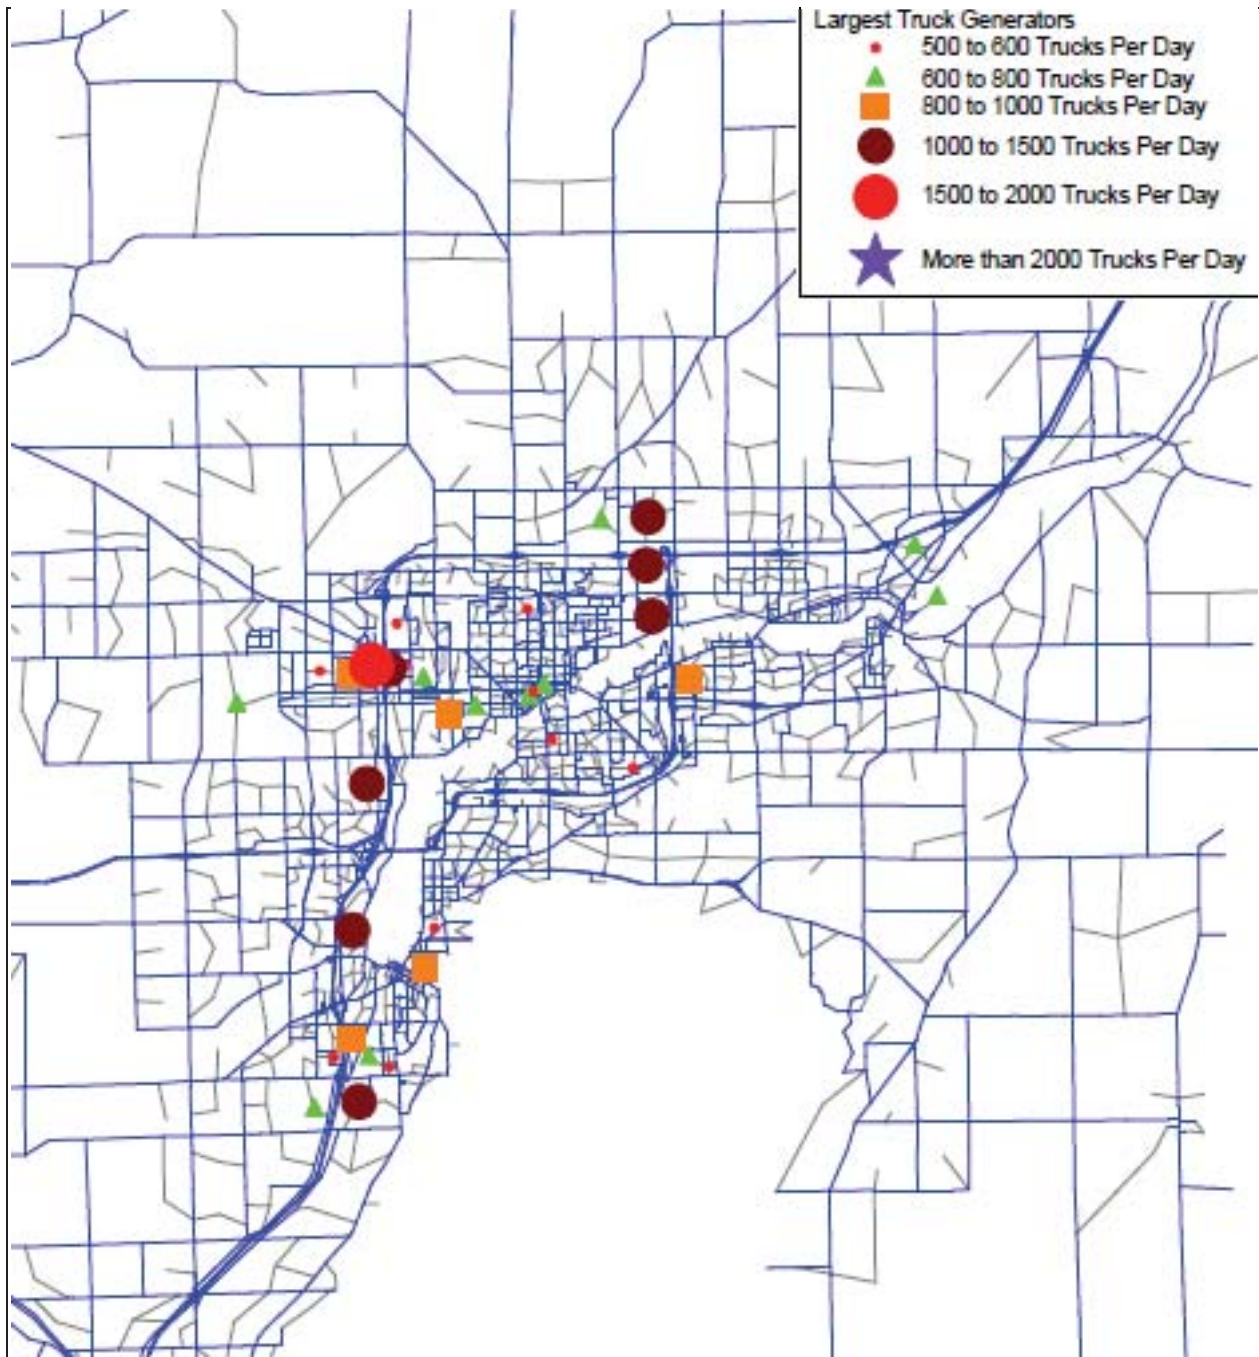 Largest Truck Generators
500 to 600 Trucks Per Day
600 to 800 Trucks Per Day
800 to 1000 Trucks Per Day
1000 to 1500 Trucks Per Day
1500 to 2000 Trucks Per Day
More than 2000 Trucks Per Day